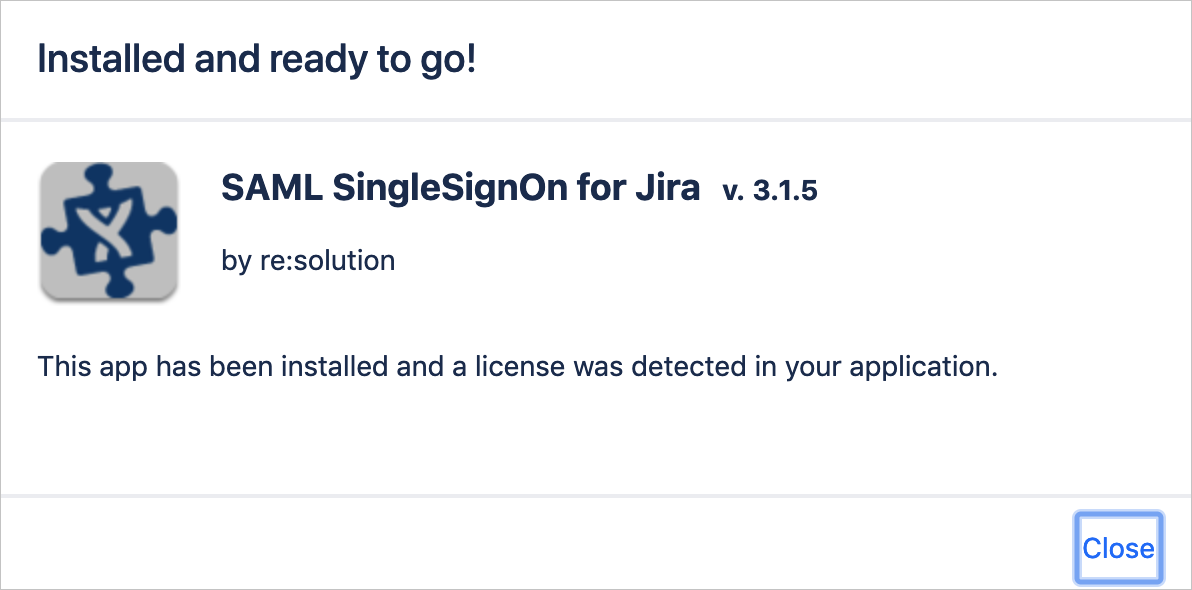 Installed and ready to go!
SAML SingleSignOn for Jira v. 3.1.5
by re:solution
This app has been installed and a license was detected in your application.
Close